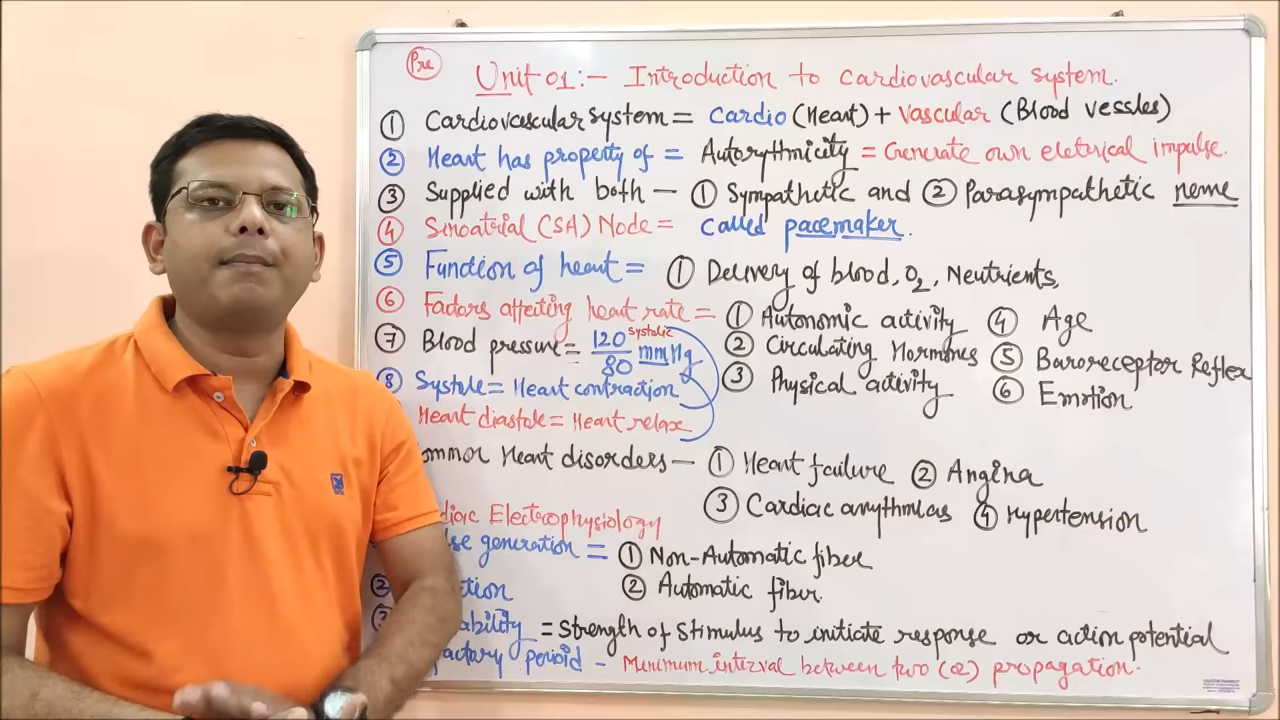 Pre
Unit 01:- Introduction to cardiovascular system.
① Cardiovascular system = Cardio (Heart) + Vascular (Blood vessles)
② Heart has property of = Autorythmicity = Generate own eletrical impulse.
③ Supplied with both — ① Sympathetic and ② Parasympathetic nerve
④ Sinoatrial (SA) Node = called pacemaker.
⑤ Function of heart = ① Delivery of blood, O2, Neutrients,
⑥ Factors affecting heart rate = ① Autonomic activity ④ Age
② Circulating Hormones ⑤ Baroreceptor Reflex
③ Physical activity ⑥ Emotion
⑦ Blood pressure = 120/80 mmHg systolic
⑧ Systole = Heart contraction
Heart diastole = Heart relax
ommon Heart disorders — ① Heart failure ② Angina
③ Cardiac arrythmias ④ Hypertension
diac Electrophysiology
lse generation = ① Non-Automatic fiber
② ction ② Automatic fiber.
③ ability = Strength of stimulus to initiate response or action potential
factary perioid - Minimum interval between two (2) propagation.